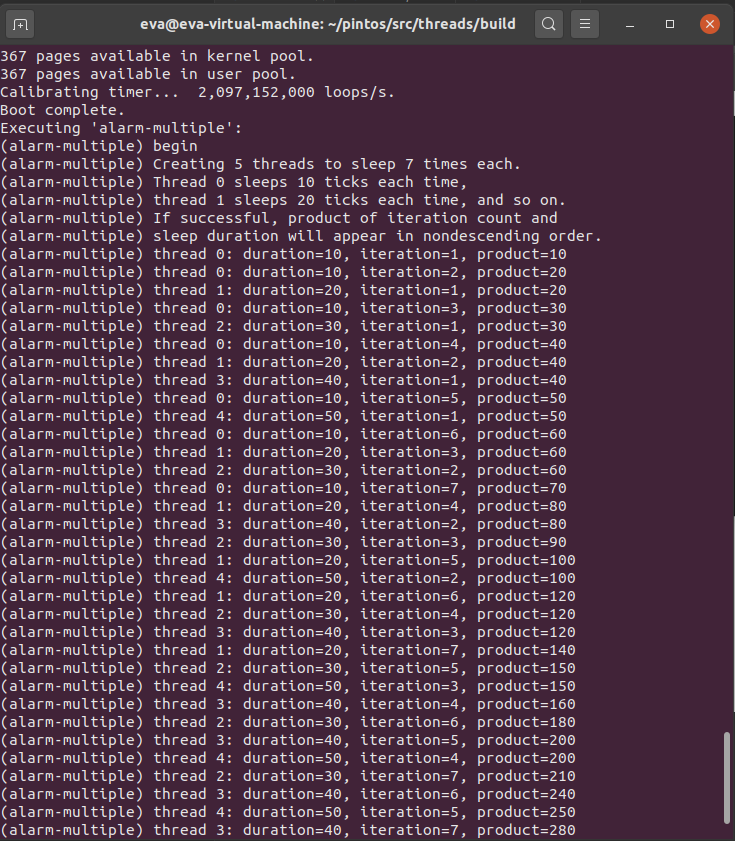 eva@eva-virtual-machine: ~/pintos/src/threads/build
367 pages available in kernel pool.
367 pages available in user pool.
Calibrating timer...  2,097,152,000 loops/s.
Boot complete.
Executing 'alarm-multiple':
(alarm-multiple) begin
(alarm-multiple) Creating 5 threads to sleep 7 times each.
(alarm-multiple) Thread 0 sleeps 10 ticks each time,
(alarm-multiple) thread 1 sleeps 20 ticks each time, and so on.
(alarm-multiple) If successful, product of iteration count and
(alarm-multiple) sleep duration will appear in nondescending order.
(alarm-multiple) thread 0: duration=10, iteration=1, product=10
(alarm-multiple) thread 0: duration=10, iteration=2, product=20
(alarm-multiple) thread 1: duration=20, iteration=1, product=20
(alarm-multiple) thread 0: duration=10, iteration=3, product=30
(alarm-multiple) thread 2: duration=30, iteration=1, product=30
(alarm-multiple) thread 0: duration=10, iteration=4, product=40
(alarm-multiple) thread 1: duration=20, iteration=2, product=40
(alarm-multiple) thread 3: duration=40, iteration=1, product=40
(alarm-multiple) thread 0: duration=10, iteration=5, product=50
(alarm-multiple) thread 4: duration=50, iteration=1, product=50
(alarm-multiple) thread 0: duration=10, iteration=6, product=60
(alarm-multiple) thread 1: duration=20, iteration=3, product=60
(alarm-multiple) thread 2: duration=30, iteration=2, product=60
(alarm-multiple) thread 0: duration=10, iteration=7, product=70
(alarm-multiple) thread 1: duration=20, iteration=4, product=80
(alarm-multiple) thread 3: duration=40, iteration=2, product=80
(alarm-multiple) thread 2: duration=30, iteration=3, product=90
(alarm-multiple) thread 1: duration=20, iteration=5, product=100
(alarm-multiple) thread 4: duration=50, iteration=2, product=100
(alarm-multiple) thread 1: duration=20, iteration=6, product=120
(alarm-multiple) thread 2: duration=30, iteration=4, product=120
(alarm-multiple) thread 3: duration=40, iteration=3, product=120
(alarm-multiple) thread 1: duration=20, iteration=7, product=140
(alarm-multiple) thread 2: duration=30, iteration=5, product=150
(alarm-multiple) thread 4: duration=50, iteration=3, product=150
(alarm-multiple) thread 3: duration=40, iteration=4, product=160
(alarm-multiple) thread 2: duration=30, iteration=6, product=180
(alarm-multiple) thread 3: duration=40, iteration=5, product=200
(alarm-multiple) thread 4: duration=50, iteration=4, product=200
(alarm-multiple) thread 2: duration=30, iteration=7, product=210
(alarm-multiple) thread 3: duration=40, iteration=6, product=240
(alarm-multiple) thread 4: duration=50, iteration=5, product=250
(alarm-multiple) thread 3: duration=40, iteration=7, product=280